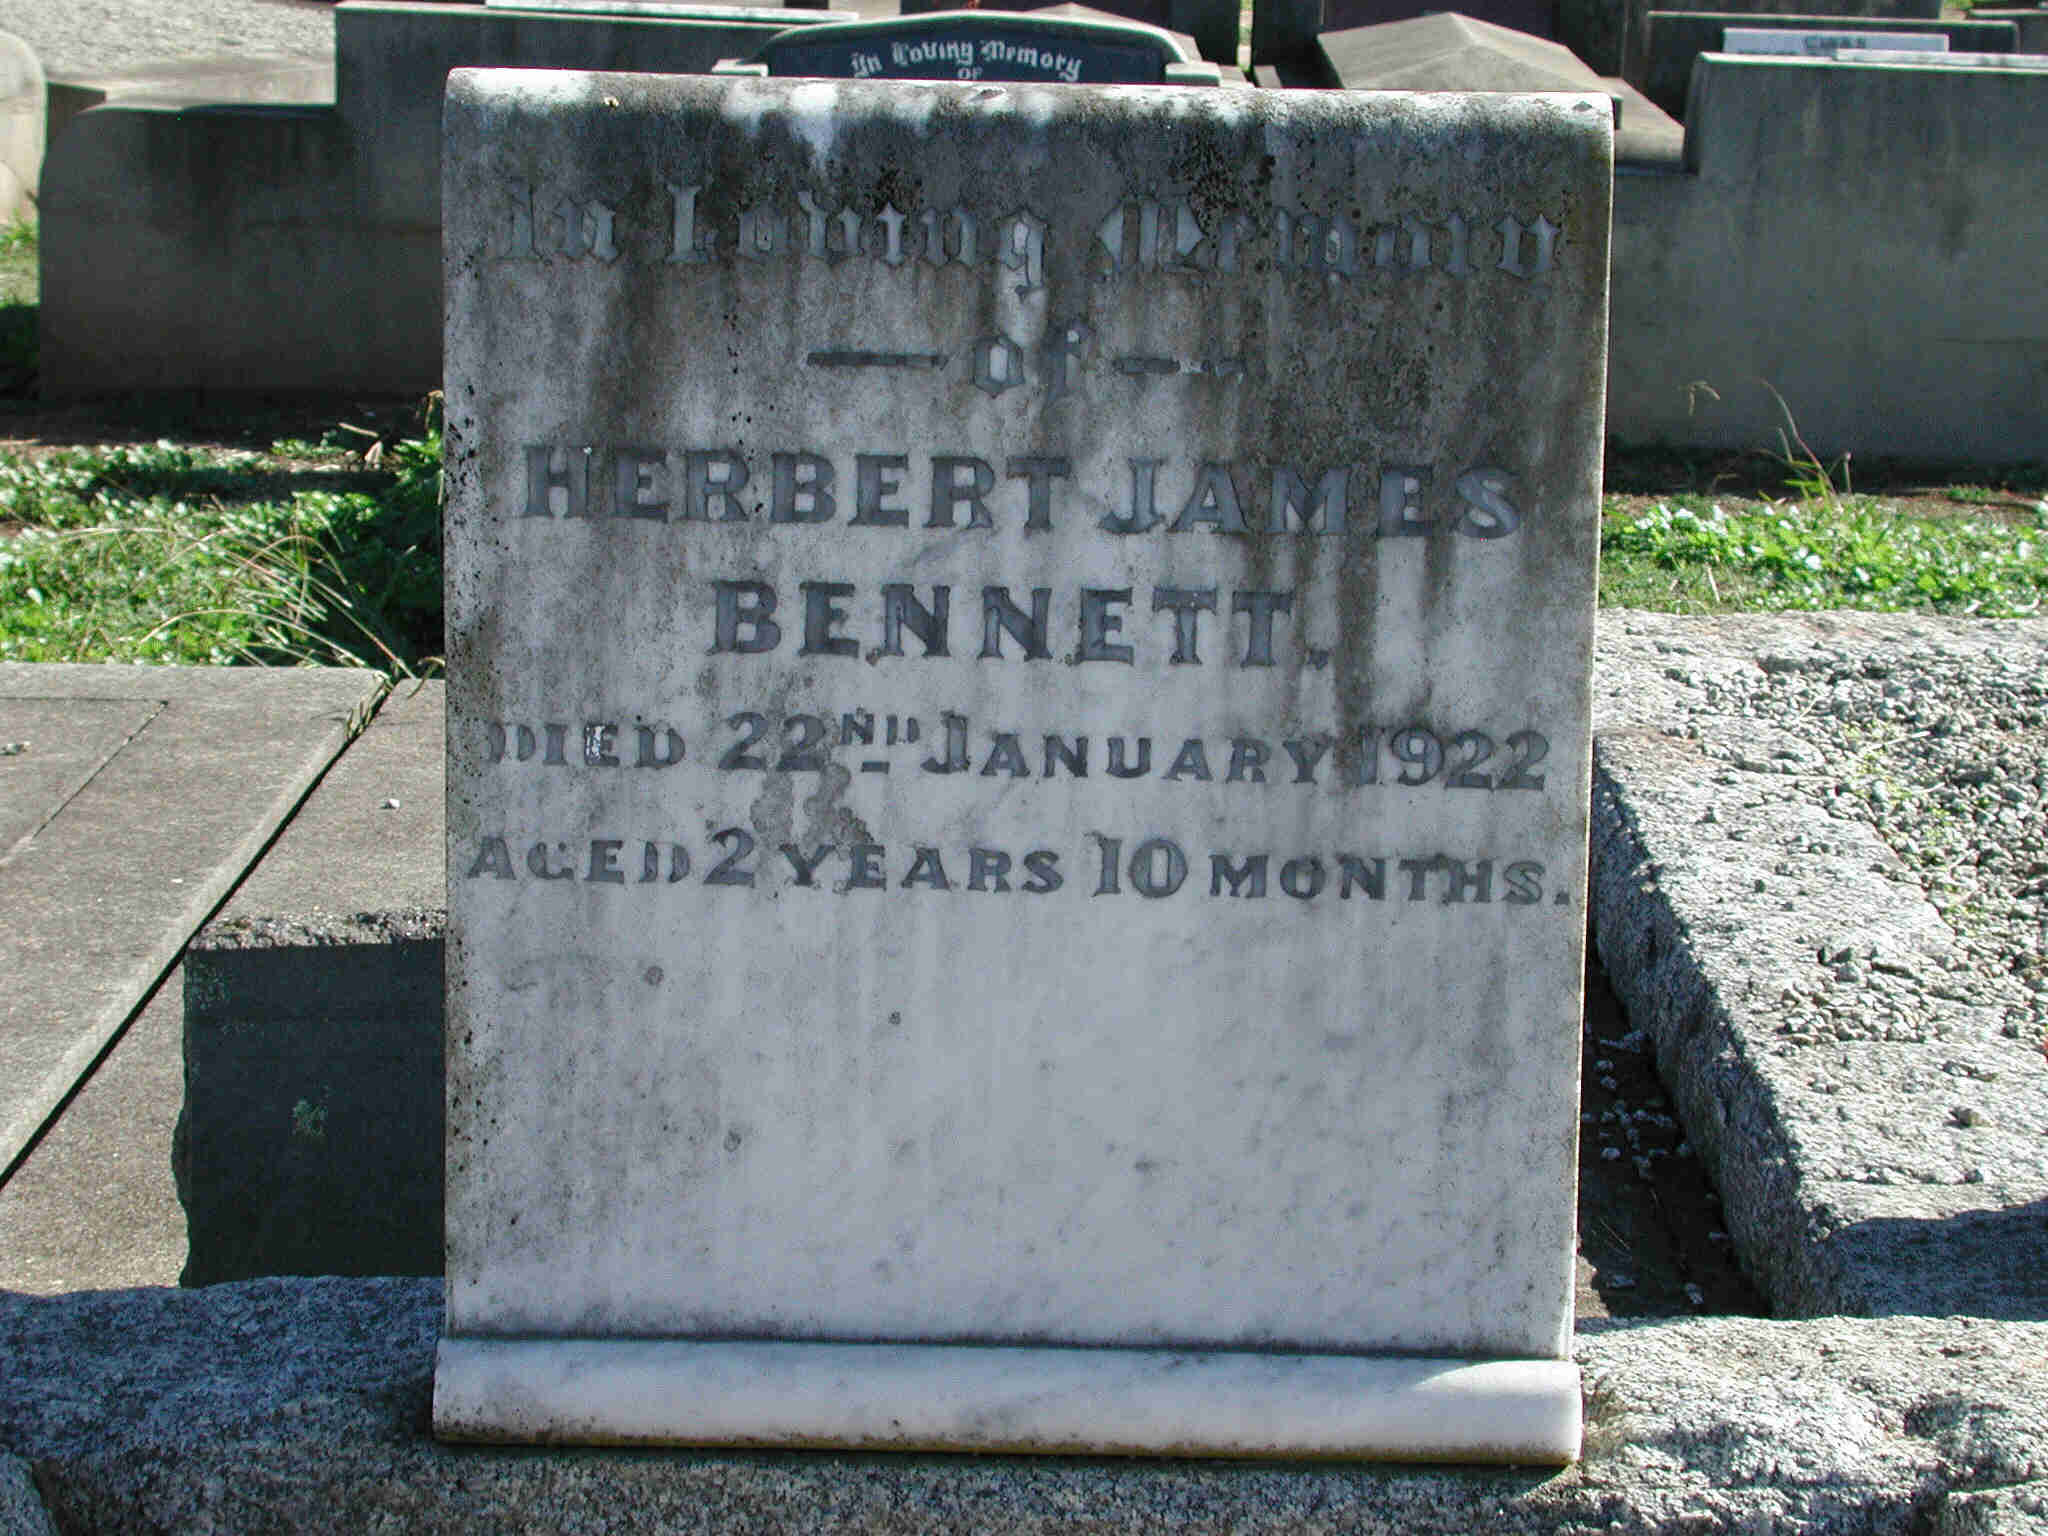 In Loving Memory
OF
In Loving Memory
— of —
HERBERT JAMES
BENNETT.
DIED 22ND JANUARY 1922
AGED 2 YEARS 10 MONTHS.